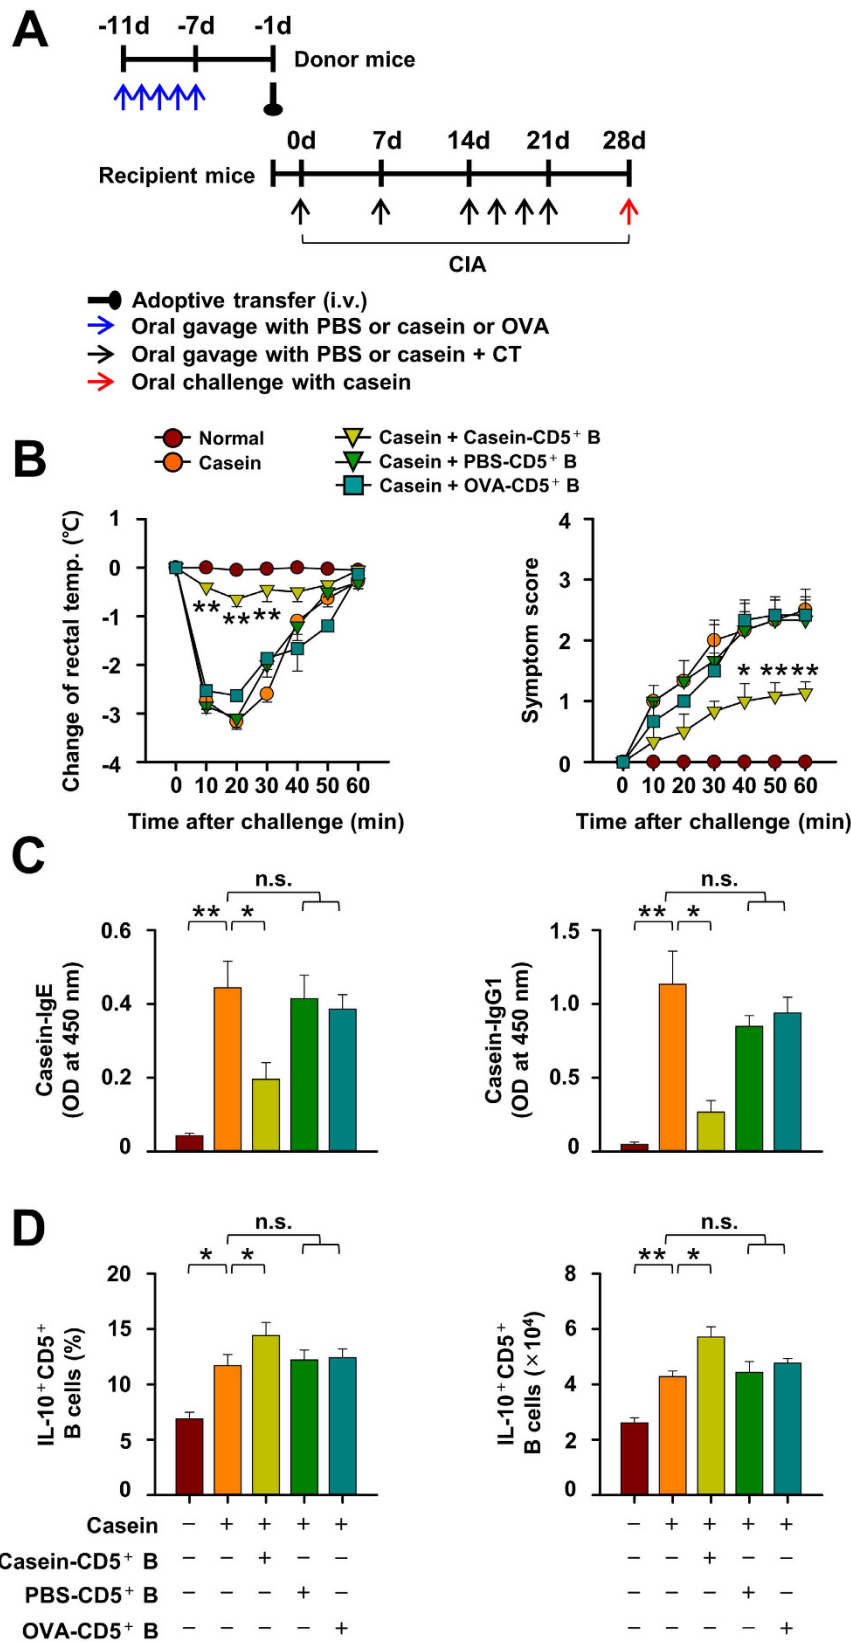 A
-11d -7d -1d
Donor mice
0d 7d 14d 21d 28d
Recipient mice
CIA
Adoptive transfer (i.v.)
Oral gavage with PBS or casein or OVA
Oral gavage with PBS or casein + CT
Oral challenge with casein
B
Normal
Casein
Casein + Casein-CD5⁺ B
Casein + PBS-CD5⁺ B
Casein + OVA-CD5⁺ B
Change of rectal temp. (℃)
1
0
-1
-2
-3
-4
** ** **
0 10 20 30 40 50 60
Time after challenge (min)
Symptom score
4
3
2
1
0
* ** **
0 10 20 30 40 50 60
Time after challenge (min)
C
Casein-IgE
(OD at 450 nm)
0.6
0.4
0.2
0
n.s.
** *
Casein-IgG1
(OD at 450 nm)
1.5
1.0
0.5
0
n.s.
** *
D
IL-10⁺CD5⁺
B cells (%)
20
15
10
5
0
n.s.
* *
IL-10⁺CD5⁺
B cells (×10⁴)
8
6
4
2
0
n.s.
** *
Casein − + + + + − + + + +
Casein-CD5⁺ B − − + − − − − + − −
PBS-CD5⁺ B − − − + − − − − + −
OVA-CD5⁺ B − − − − + − − − − +